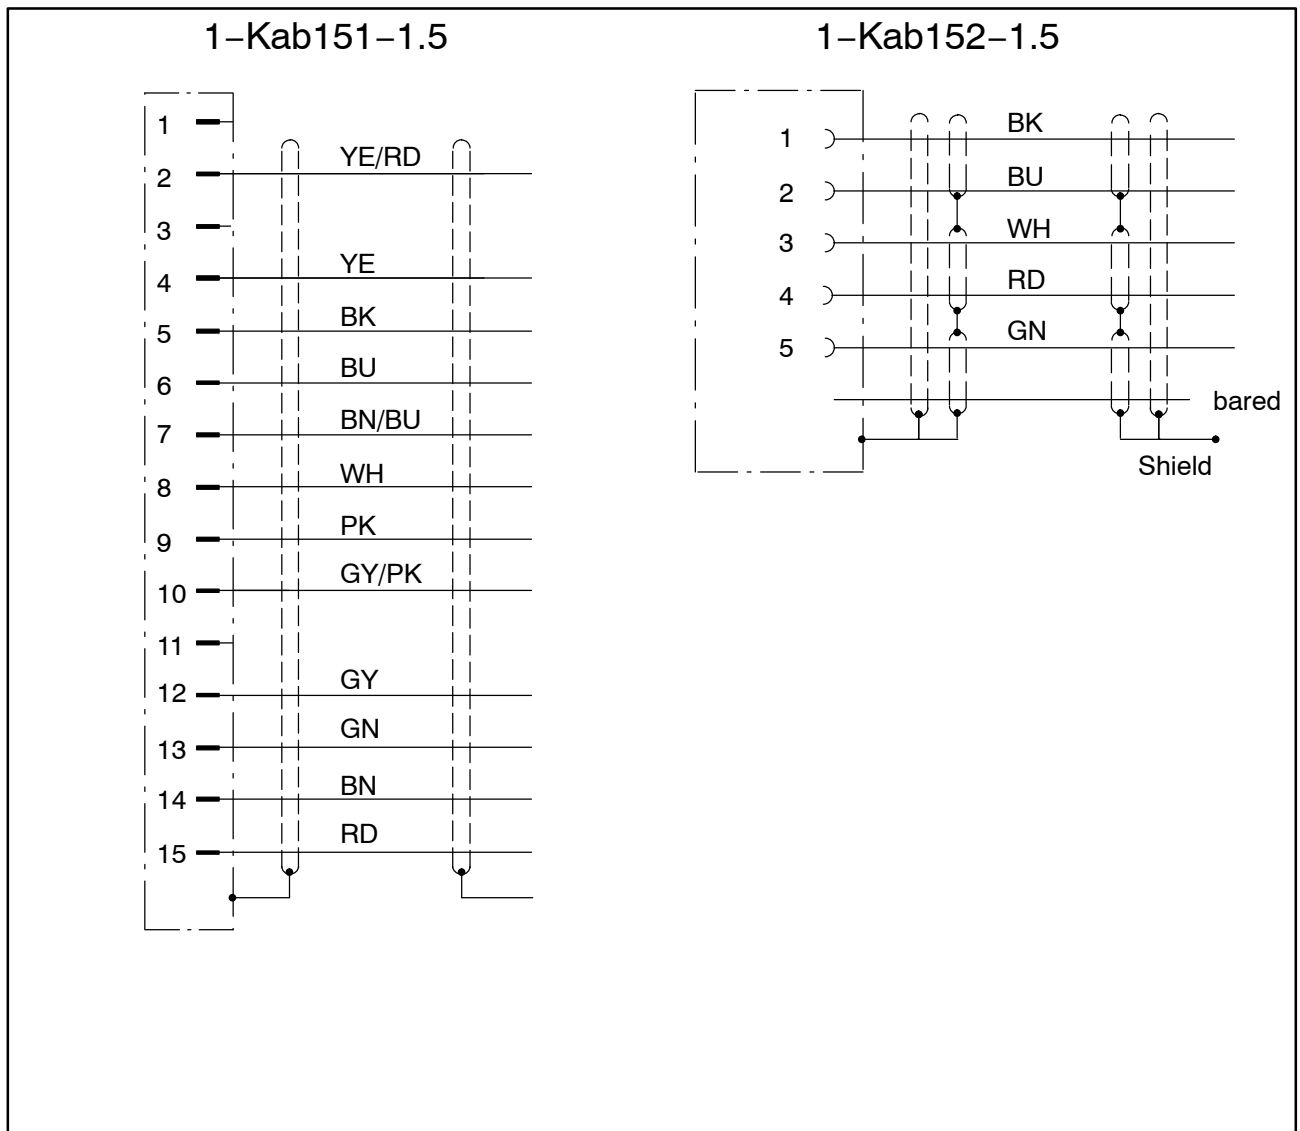 1–Kab151–1.5
1
2 YE/RD
3
4 YE
5 BK
6 BU
7 BN/BU
8 WH
9 PK
10 GY/PK
11
12 GY
13 GN
14 BN
15 RD
1–Kab152–1.5
1 BK
2 BU
3 WH
4 RD
5 GN
bared
Shield